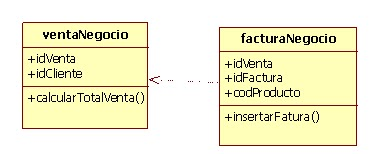 ventaNegocio
+idVenta
+idCliente
+calcularTotalVenta()
facturaNegocio
+idVenta
+idFactura
+codProducto
+insertarFatura()